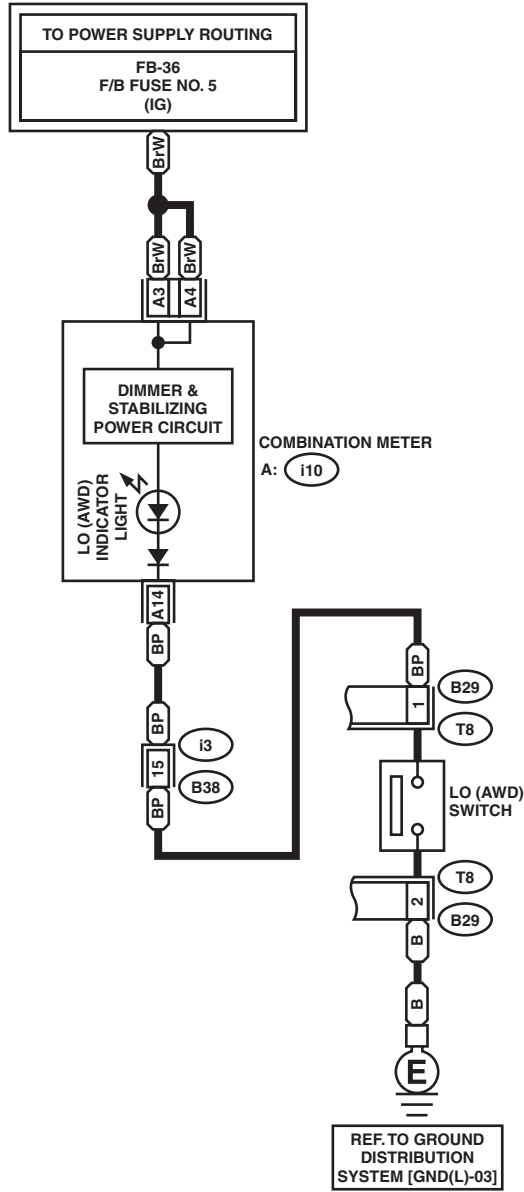 TO POWER SUPPLY ROUTING
FB-36
F/B FUSE NO. 5
(IG)
BrW
BrW
BrW
A3
A4
DIMMER &
STABILIZING
POWER CIRCUIT
COMBINATION METER
A: i10
LO (AWD)
INDICATOR
LIGHT
A14
BP
BP
15
i3
B38
BP
BP
1
B29
T8
LO (AWD)
SWITCH
T8
2
B29
B
B
E
REF. TO GROUND
DISTRIBUTION
SYSTEM [GND(L)-03]